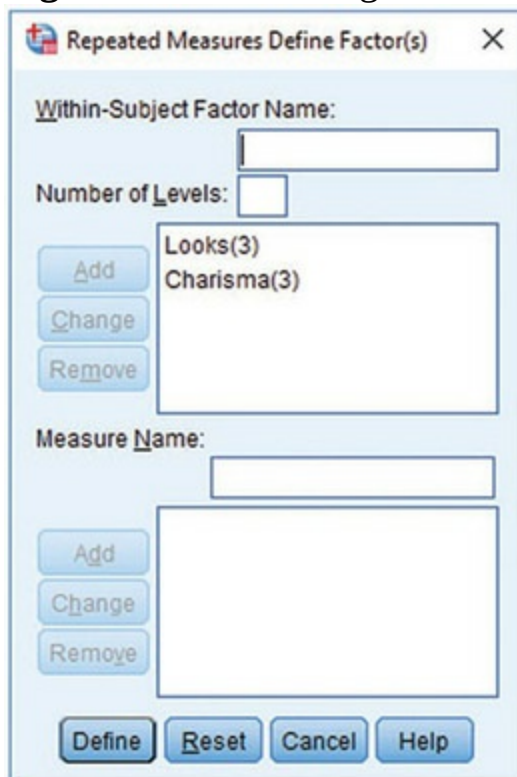 Repeated Measures Define Factor(s)
Within-Subject Factor Name:
Number of Levels:
Looks(3)
Charisma(3)
Add
Change
Remove
Measure Name:
Add
Change
Remove
Define Reset Cancel Help